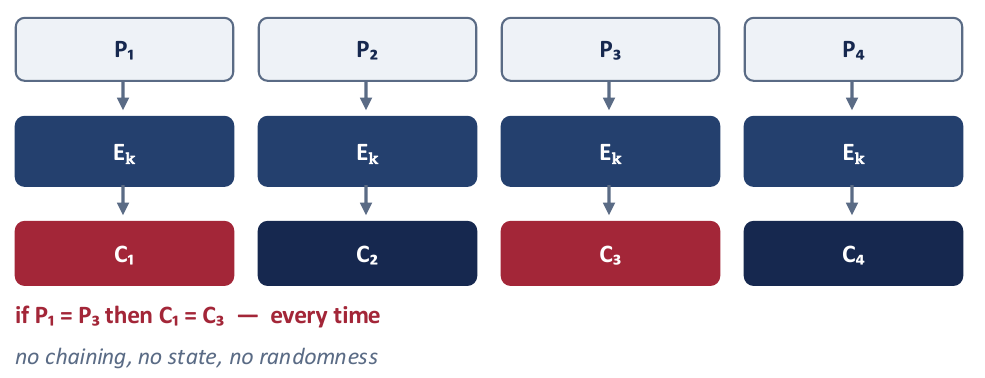 P₁ P₂ P₃ P₄
Eₖ Eₖ Eₖ Eₖ
C₁ C₂ C₃ C₄
if P₁ = P₃ then C₁ = C₃ — every time
no chaining, no state, no randomness